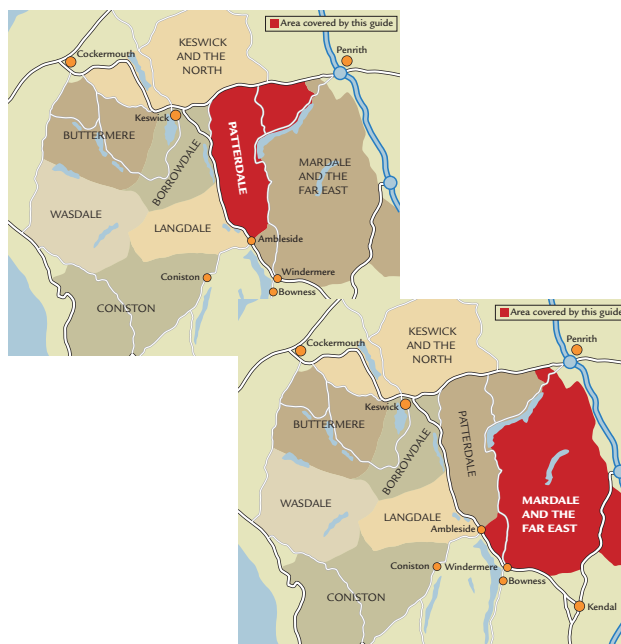 Area covered by this guide
Cockermouth
KESWICK
AND THE
NORTH
Penrith
Keswick
BUTTERMERE
BORROWDALE
PATTERDALE
MARDALE
AND THE
FAR EAST
WASDALE
LANGDALE
Ambleside
Coniston
Windermere
Bowness
CONISTON
Area covered by this guide
Cockermouth
KESWICK
AND THE
NORTH
Penrith
Keswick
BUTTERMERE
BORROWDALE
PATTERDALE
WASDALE
MARDALE
AND THE
FAR EAST
LANGDALE
Ambleside
Coniston
Windermere
Bowness
CONISTON
Kendal